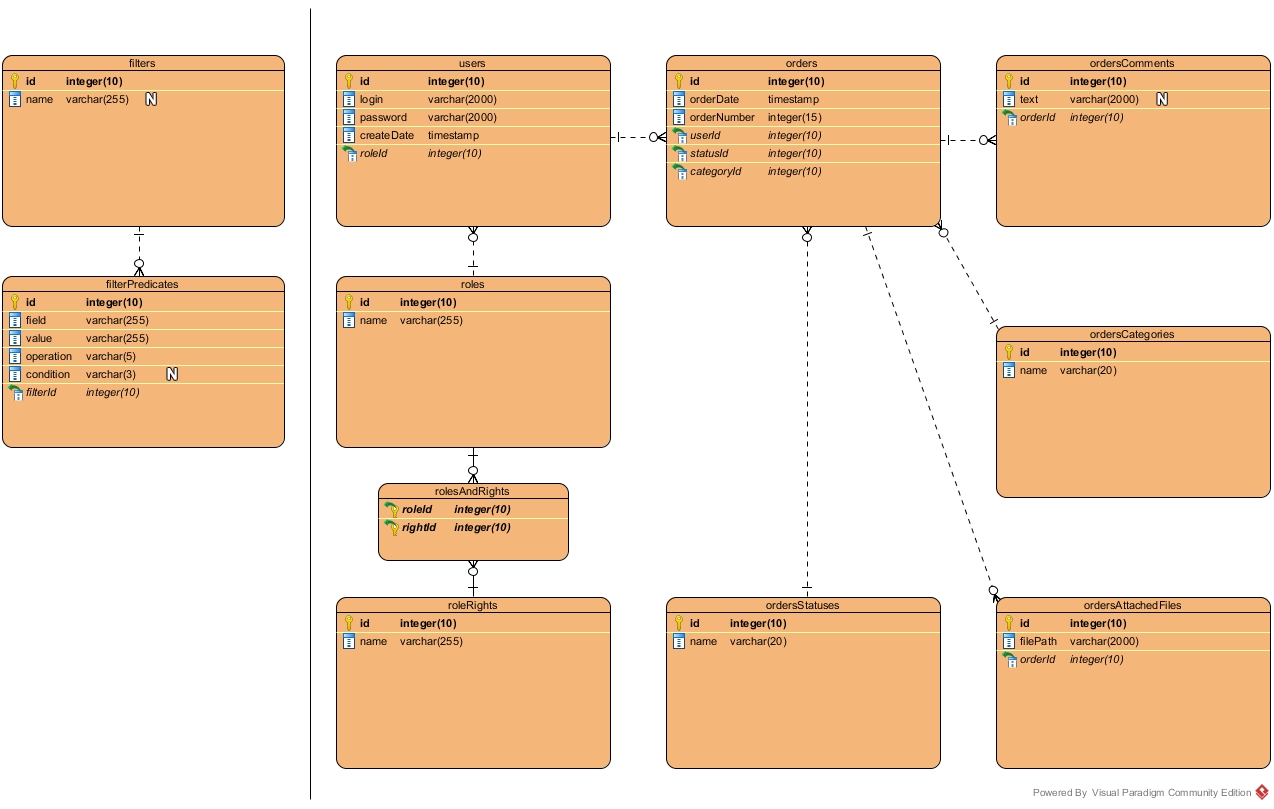 filters
id integer(10)
name varchar(255) N
filterPredicates
id integer(10)
field varchar(255)
value varchar(255)
operation varchar(5)
condition varchar(3) N
filterId integer(10)
users
id integer(10)
login varchar(2000)
password varchar(2000)
createDate timestamp
roleId integer(10)
roles
id integer(10)
name varchar(255)
rolesAndRights
roleId integer(10)
rightId integer(10)
roleRights
id integer(10)
name varchar(255)
orders
id integer(10)
orderDate timestamp
orderNumber integer(15)
userId integer(10)
statusId integer(10)
categoryId integer(10)
ordersStatuses
id integer(10)
name varchar(20)
ordersComments
id integer(10)
text varchar(2000) N
orderId integer(10)
ordersCategories
id integer(10)
name varchar(20)
ordersAttachedFiles
id integer(10)
filePath varchar(2000)
orderId integer(10)
Powered By Visual Paradigm Community Edition